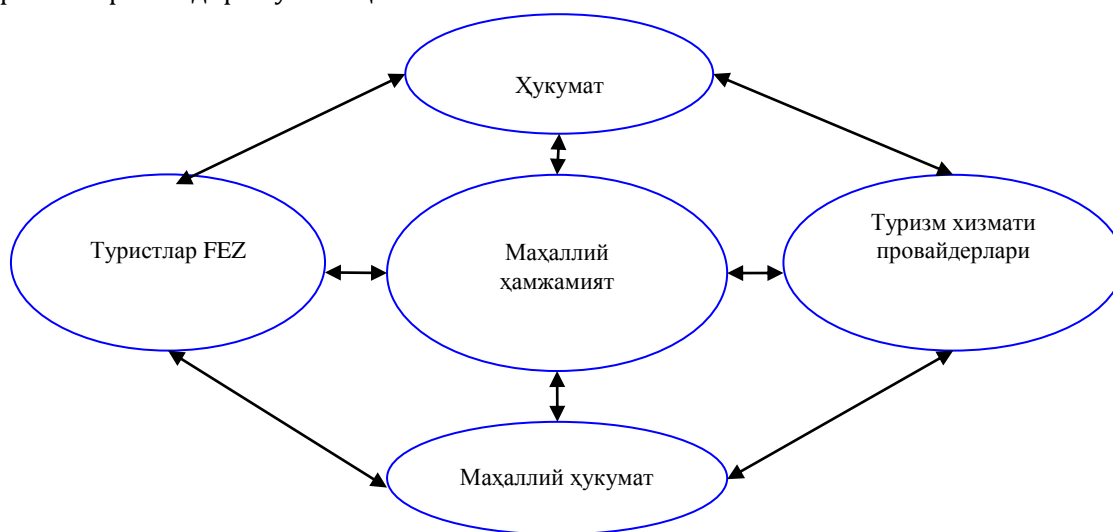 Ҳукумат
Туристлар FEZ
Маҳаллий
ҳамжамият
Туризм хизмати
провайдерлари
Маҳаллий ҳукумат